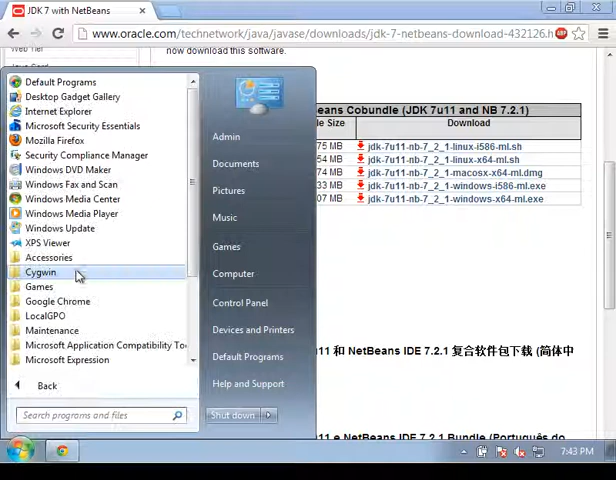 JDK 7 with NetBeans
www.oracle.com/technetwork/java/javase/downloads/jdk-7-netbeans-download-432126.h
now download this software.
Default Programs
Desktop Gadget Gallery
Internet Explorer
Microsoft Security Essentials
Mozilla Firefox
Security Compliance Manager
Windows DVD Maker
Windows Fax and Scan
Windows Media Center
Windows Media Player
Windows Update
XPS Viewer
Accessories
Cygwin
Games
Google Chrome
LocalGPO
Maintenance
Microsoft Application Compatibility Too
Microsoft Expression
Back
Search programs and files
Admin
Documents
Pictures
Music
Games
Computer
Control Panel
Devices and Printers
Default Programs
Help and Support
Shut down
eans Cobundle (JDK 7u11 and NB 7.2.1)
le Size Download
75 MB jdk-7u11-nb-7_2_1-linux-i586-ml.sh
54 MB jdk-7u11-nb-7_2_1-linux-x64-ml.sh
74 MB jdk-7u11-nb-7_2_1-macosx-x64-ml.dmg
33 MB jdk-7u11-nb-7_2_1-windows-i586-ml.exe
07 MB jdk-7u11-nb-7_2_1-windows-x64-ml.exe
u11 和 NetBeans IDE 7.2.1 复合软件包下载 (简体中
u11 e NetBeans IDE 7.2.1 Bundle (Português do
7:43 PM